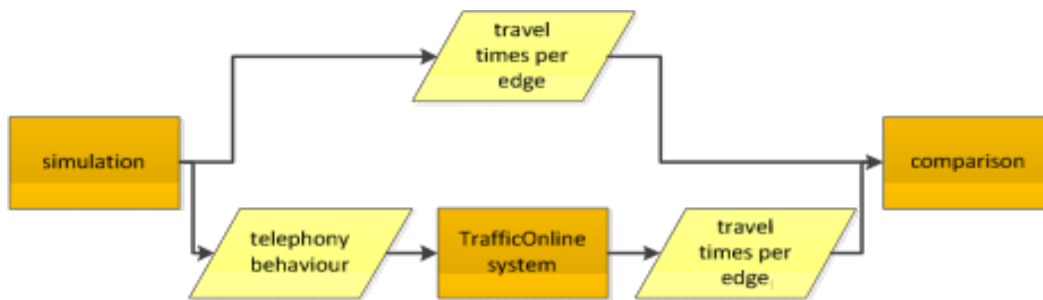 travel
times per
edge
simulation
comparison
telephony
behaviour
TrafficOnline
system
travel
times per
edge